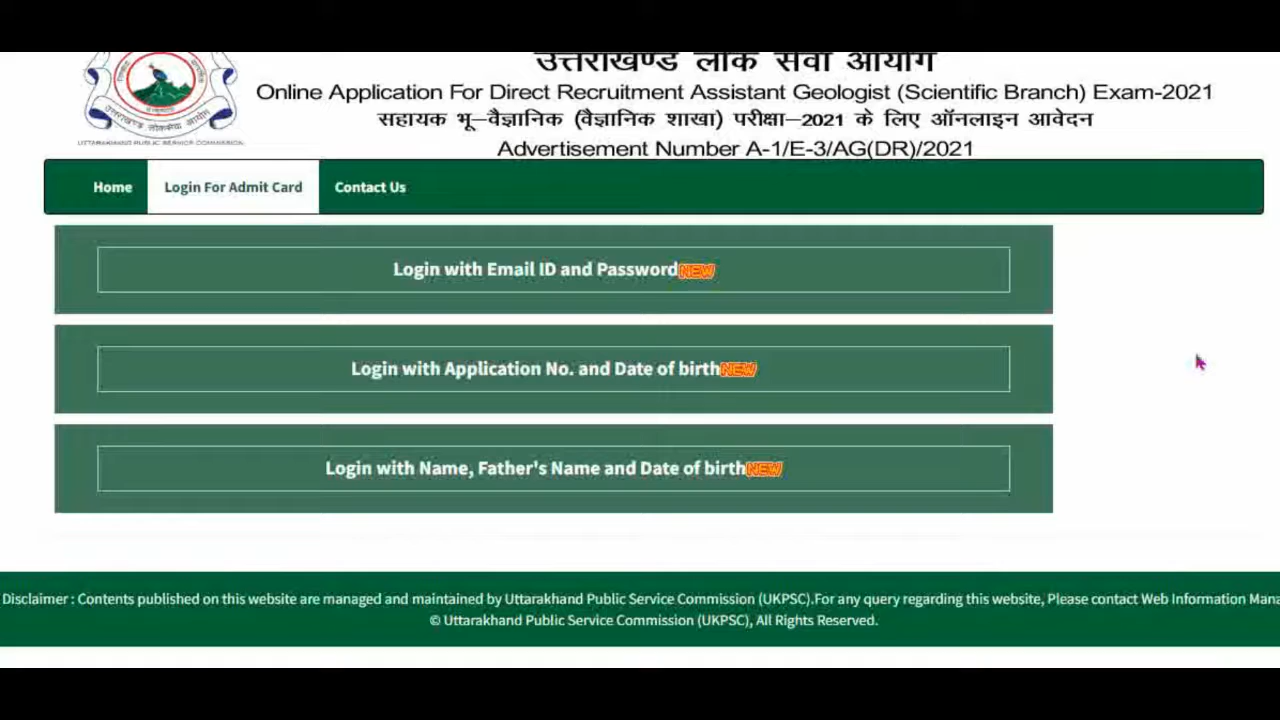 उत्तराखण्ड लोक सेवा आयोग
Online Application For Direct Recruitment Assistant Geologist (Scientific Branch) Exam-2021
सहायक भू–वैज्ञानिक (वैज्ञानिक शाखा) परीक्षा–2021 के लिए ऑनलाइन आवेदन
UTTARAKHAND PUBLIC SERVICE COMMISSION
Advertisement Number A-1/E-3/AG(DR)/2021
Home Login For Admit Card Contact Us
Login with Email ID and Password NEW
Login with Application No. and Date of birth NEW
Login with Name, Father's Name and Date of birth NEW
Disclaimer : Contents published on this website are managed and maintained by Uttarakhand Public Service Commission (UKPSC).For any query regarding this website, Please contact Web Information Mana
© Uttarakhand Public Service Commission (UKPSC), All Rights Reserved.